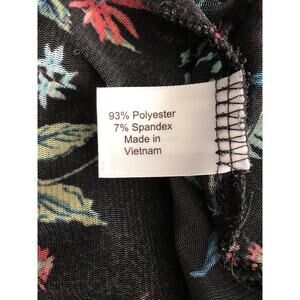 93% Polyester
7% Spandex
Made in
Vietnam